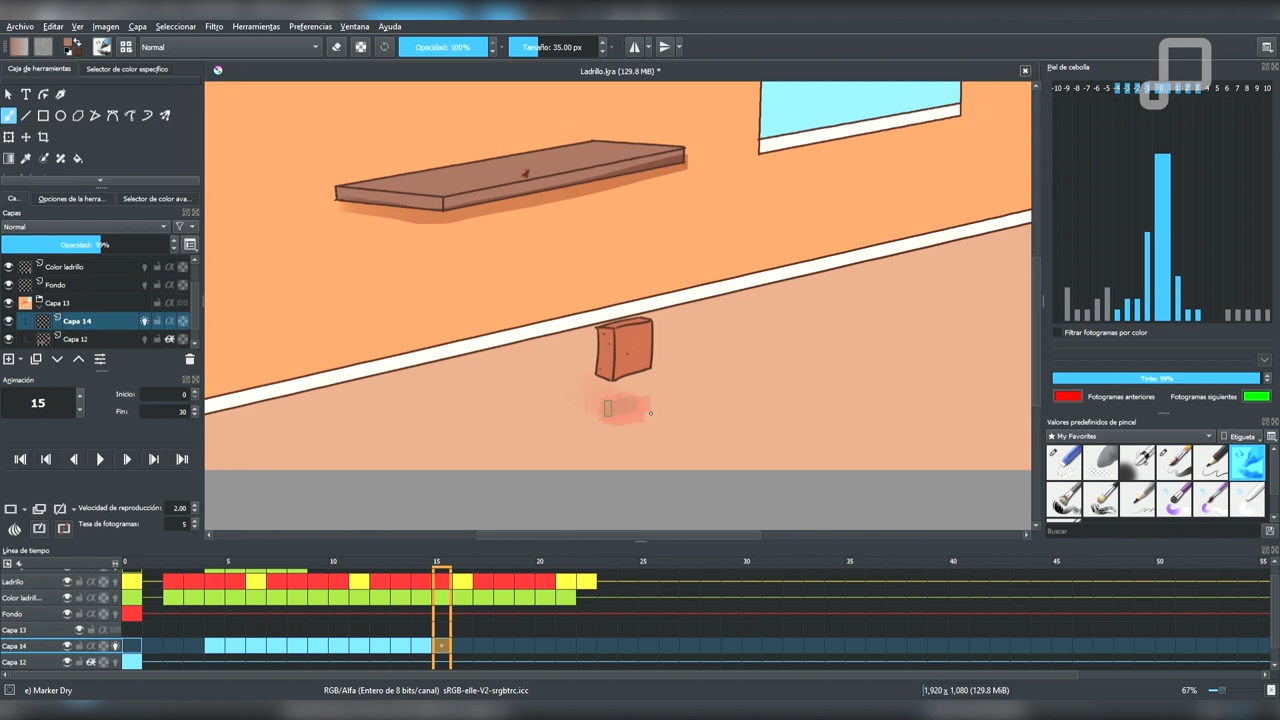 Archivo Editar Ver Imagen Capa Seleccionar Filtro Herramientas Preferencias Ventana Ayuda
Normal Opacidad: 100% Tamaño: 35.00 px
Caja de herramientas Selector de color específico
Ladrillo.kra (129.8 MiB) *
Piel de cebolla
-10 -9 -8 -7 -6 -5 -4 -3 -2 -1 0 1 2 3 4 5 6 7 8 9 10
Ca... Opciones de la herra... Selector de color ava...
Capas
Normal
Opacidad: 59%
Color ladrillo
Fondo
Capa 13
Capa 14
Capa 12
Animación
15
Inicio: 0
Fin: 30
Velocidad de reproducción: 2.00
Tasa de fotogramas: 5
Filtrar fotogramas por color
Tinte: 99%
Fotogramas anteriores Fotogramas siguientes
Valores predefinidos de pincel
My Favorites Etiqueta
Buscar
Línea de tiempo
0 5 10 15 20 25 30 35 40 45 50 55
Ladrillo
Color ladril...
Fondo
Capa 13
Capa 14
Capa 12
e) Marker Dry RGB/Alfa (Entero de 8 bits/canal) sRGB-elle-V2-srgbtrc.icc 1,920 x 1,080 (129.8 MiB) 67%